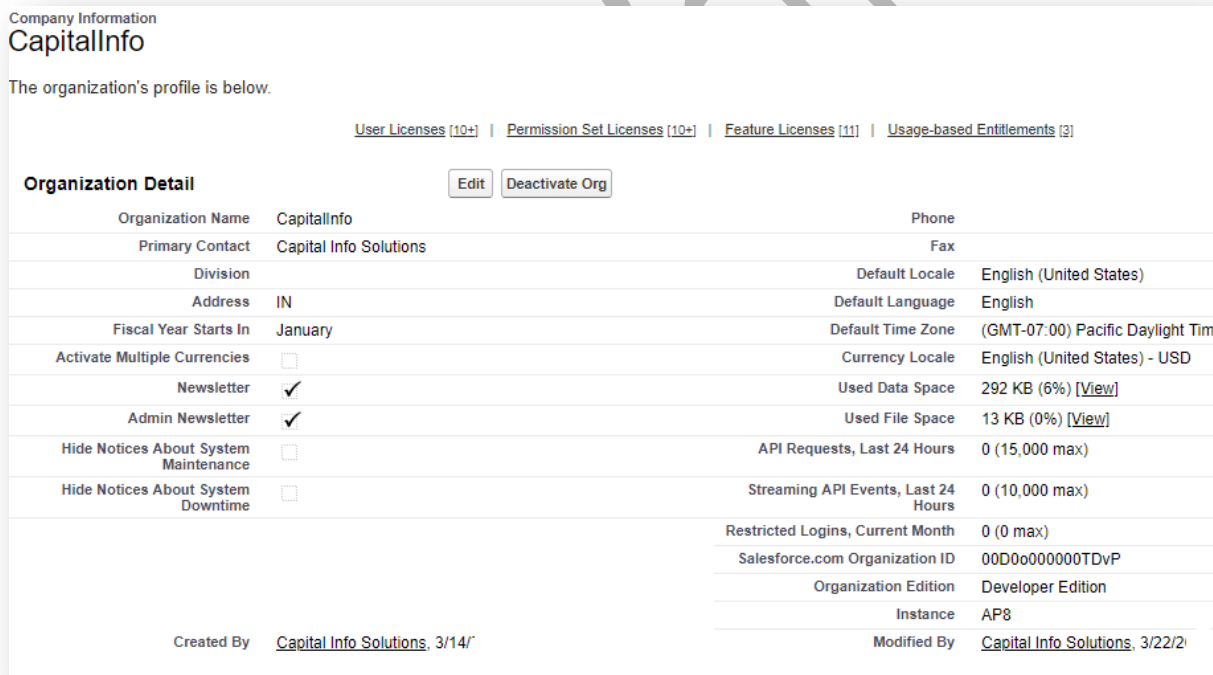 Company Information
CapitalInfo
The organization's profile is below.
User Licenses [10+] | Permission Set Licenses [10+] | Feature Licenses [11] | Usage-based Entitlements [3]
Organization Detail Edit Deactivate Org
Organization Name CapitalInfo Phone
Primary Contact Capital Info Solutions Fax
Division Default Locale English (United States)
Address IN Default Language English
Fiscal Year Starts In January Default Time Zone (GMT-07:00) Pacific Daylight Tim
Activate Multiple Currencies Currency Locale English (United States) - USD
Newsletter ✓ Used Data Space 292 KB (6%) [View]
Admin Newsletter ✓ Used File Space 13 KB (0%) [View]
Hide Notices About System
Maintenance API Requests, Last 24 Hours 0 (15,000 max)
Hide Notices About System
Downtime Streaming API Events, Last 24
Hours 0 (10,000 max)
Restricted Logins, Current Month 0 (0 max)
Salesforce.com Organization ID 00D0o000000TDvP
Organization Edition Developer Edition
Instance AP8
Created By Capital Info Solutions, 3/14/ Modified By Capital Info Solutions, 3/22/2